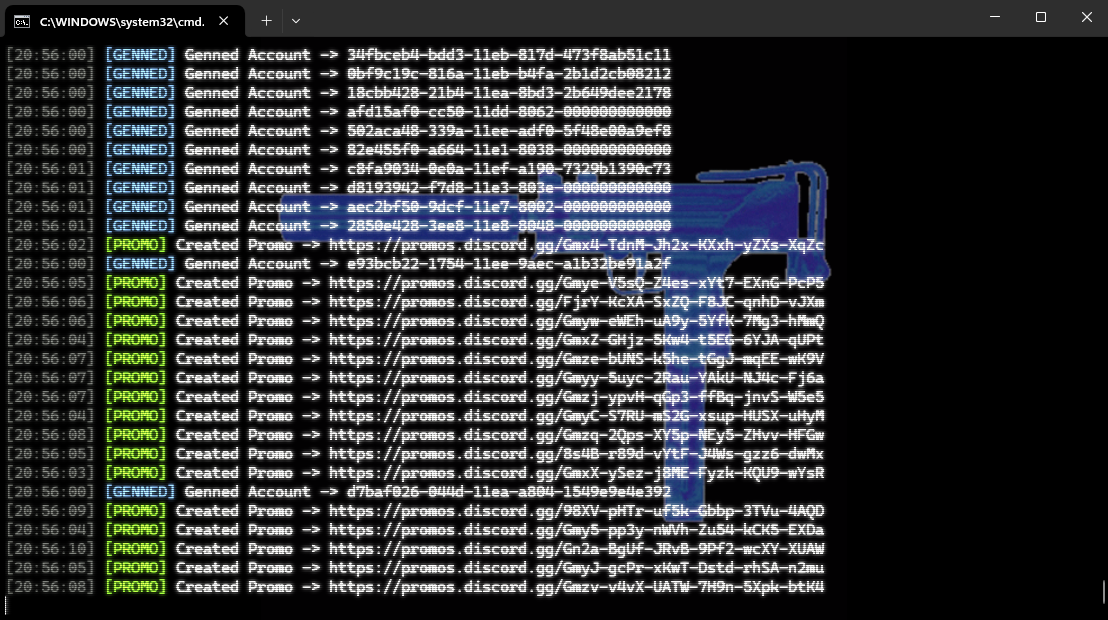 C:\WINDOWS\system32\cmd.
[20:56:00] [GENNED] Genned Account -> 34fbceb4-bdd3-11eb-817d-473f8ab51c11
[20:56:00] [GENNED] Genned Account -> 0bf9c19c-816a-11eb-b4fa-2b1d2cb08212
[20:56:00] [GENNED] Genned Account -> 18cbb428-21b4-11ea-8bd3-2b649dee2178
[20:56:00] [GENNED] Genned Account -> afd15af0-cc50-11dd-8062-000000000000
[20:56:00] [GENNED] Genned Account -> 502aca48-339a-11ee-adf0-5f48e00a9ef8
[20:56:00] [GENNED] Genned Account -> 82e455f0-a664-11e1-8038-000000000000
[20:56:01] [GENNED] Genned Account -> c8fa9034-0e0a-11ef-a190-7329b1390c73
[20:56:01] [GENNED] Genned Account -> d8193942-f7d8-11e3-803e-000000000000
[20:56:01] [GENNED] Genned Account -> aec2bf50-9dcf-11e7-8002-000000000000
[20:56:01] [GENNED] Genned Account -> 2850e428-3ee8-11e8-8048-000000000000
[20:56:02] [PROMO] Created Promo -> https://promos.discord.gg/Gmx4-TdnM-Jh2x-KXxh-yZXs-XqZc
[20:56:00] [GENNED] Genned Account -> e93bcb22-1754-11ee-9aec-a1b32be91a2f
[20:56:05] [PROMO] Created Promo -> https://promos.discord.gg/Gmye-V5sQ-Z4es-xYt7-EXnG-PcP5
[20:56:06] [PROMO] Created Promo -> https://promos.discord.gg/FjrY-KcXA-SxZQ-F8JC-qnhD-vJXm
[20:56:06] [PROMO] Created Promo -> https://promos.discord.gg/Gmyw-eWEh-uA9y-5YfK-7Mg3-hMmQ
[20:56:04] [PROMO] Created Promo -> https://promos.discord.gg/GmxZ-GHjz-5Kw4-t5EG-6YJA-qUPt
[20:56:07] [PROMO] Created Promo -> https://promos.discord.gg/Gmze-bUNS-k5he-tGgJ-mqEE-wK9V
[20:56:07] [PROMO] Created Promo -> https://promos.discord.gg/Gmyy-5uyc-2Rau-YAkU-NJ4c-Fj6a
[20:56:07] [PROMO] Created Promo -> https://promos.discord.gg/Gmzj-ypvH-qGp3-ffBq-jnvS-W5e5
[20:56:04] [PROMO] Created Promo -> https://promos.discord.gg/GmyC-S7RU-mS2G-xsup-HUSX-uHyM
[20:56:08] [PROMO] Created Promo -> https://promos.discord.gg/Gmzq-2Qps-XY5p-NEy5-ZHvv-HFGw
[20:56:05] [PROMO] Created Promo -> https://promos.discord.gg/8s4B-r89d-vYtF-J4Ws-gzz6-dwMx
[20:56:03] [PROMO] Created Promo -> https://promos.discord.gg/GmxX-ySez-j8ME-Fyzk-KQU9-wYsR
[20:56:00] [GENNED] Genned Account -> d7baf026-044d-11ea-a804-1549e9e4e392
[20:56:09] [PROMO] Created Promo -> https://promos.discord.gg/98XV-pHTr-uf5k-Gbbp-3TVu-4AQD
[20:56:04] [PROMO] Created Promo -> https://promos.discord.gg/Gmy5-pp3y-nWVh-Zu54-kCK5-EXDa
[20:56:10] [PROMO] Created Promo -> https://promos.discord.gg/Gn2a-BgUf-JRvB-9Pf2-wcXY-XUAW
[20:56:05] [PROMO] Created Promo -> https://promos.discord.gg/GmyJ-gcPr-xKwT-Dstd-rhSA-n2mu
[20:56:08] [PROMO] Created Promo -> https://promos.discord.gg/Gmzv-v4vX-UATW-7H9n-5Xpk-btK4